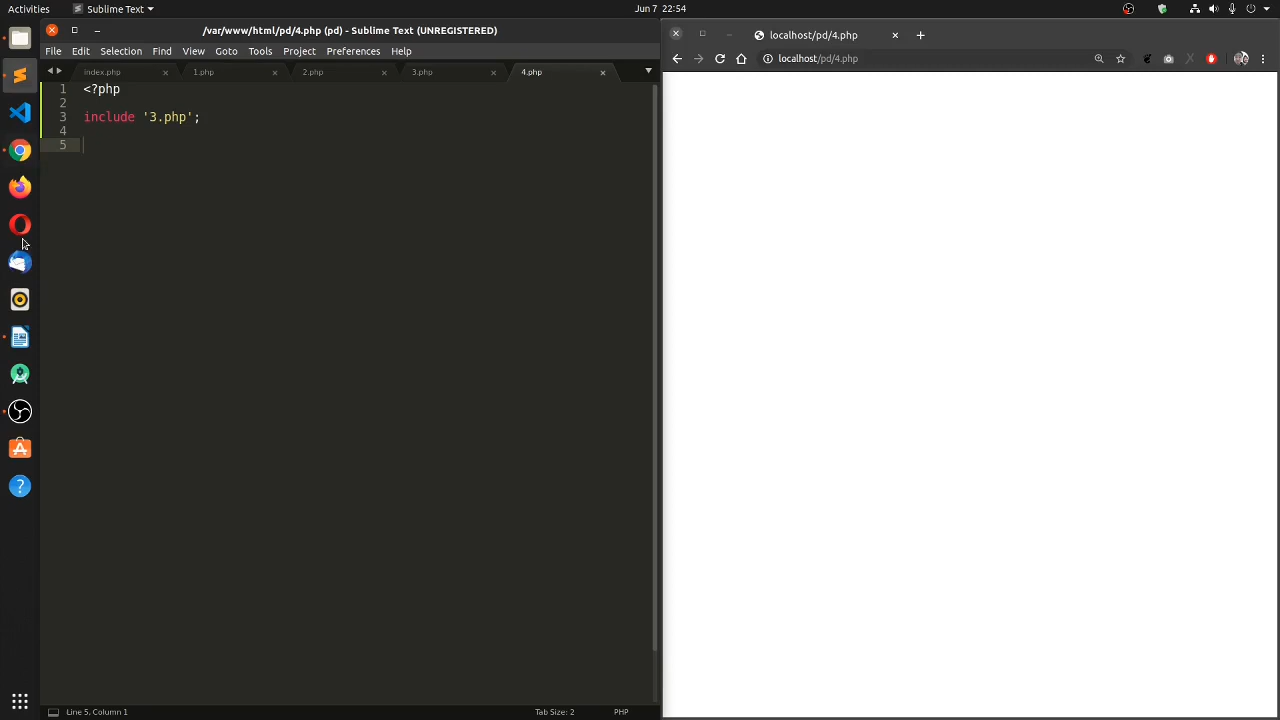 Activities
Sublime Text
Jun 7 22:54
/var/www/html/pd/4.php (pd) - Sublime Text (UNREGISTERED)
File Edit Selection Find View Goto Tools Project Preferences Help
index.php 1.php 2.php 3.php 4.php
1 <?php
2
3 include '3.php';
4
5
Line 5, Column 1
Tab Size: 2
PHP
localhost/pd/4.php
localhost/pd/4.php